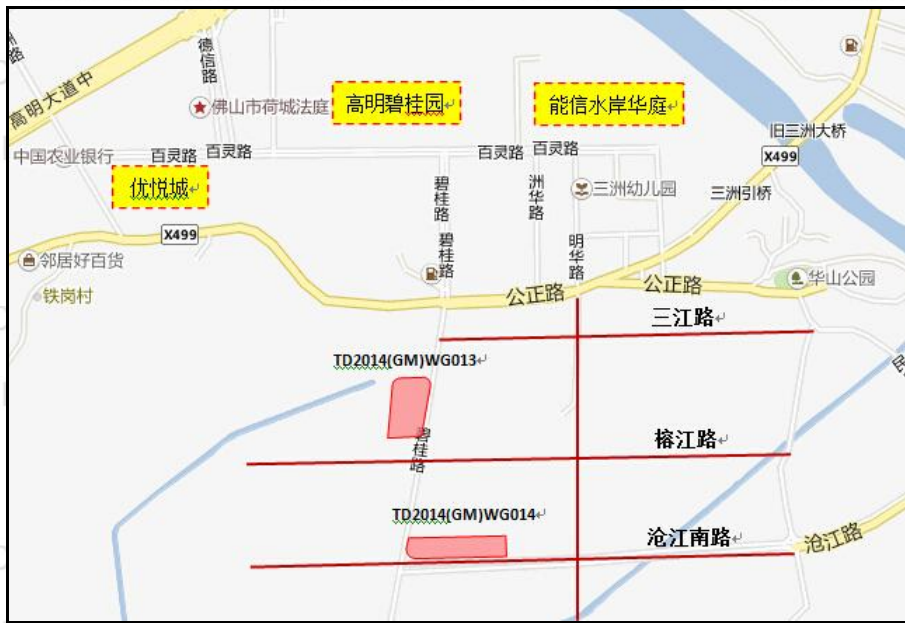 洲路
高明大道中
德信路
佛山市荷城法庭
高明碧桂园
能信水岸华庭
旧三洲大桥
X499
中国农业银行
百灵路
百灵路
百灵路
百灵路
优悦城
碧桂路
洲华路
三洲幼儿园
三洲引桥
X499
碧桂路
明华路
邻居好百货
铁岗村
公正路
公正路
华山公园
三江路
TD2014(GM)WG013
民
碧桂路
榕江路
TD2014(GM)WG014
沧江南路
沧江路